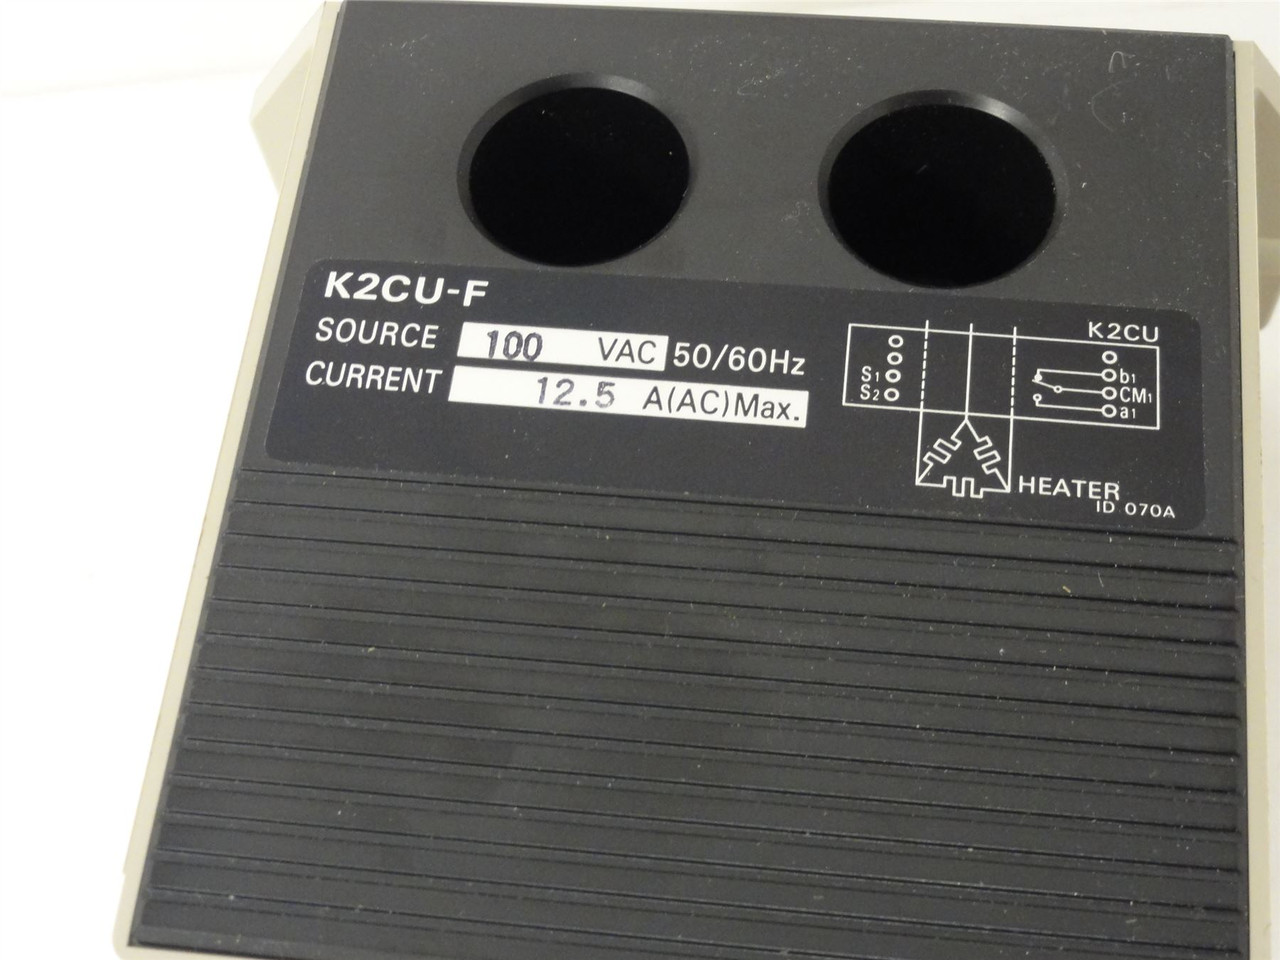 K2CU-F
SOURCE 100 VAC 50/60Hz
CURRENT 12.5 A(AC)Max.
K2CU
S1
S2
b1
CM1
a1
HEATER
ID 070A